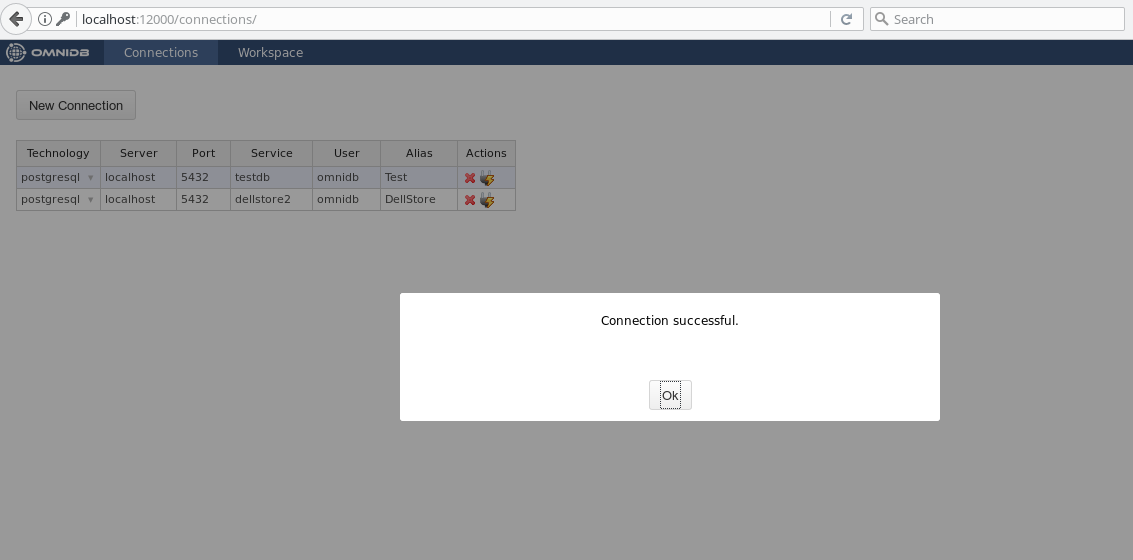 localhost:12000/connections/ Search
OMNIDB Connections Workspace
New Connection
Technology Server Port Service User Alias Actions
postgresql localhost 5432 testdb omnidb Test
postgresql localhost 5432 dellstore2 omnidb DellStore
Connection successful.
Ok